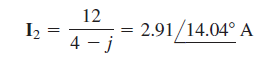 I₂ = 12 / (4 − j) = 2.91/14.04° A